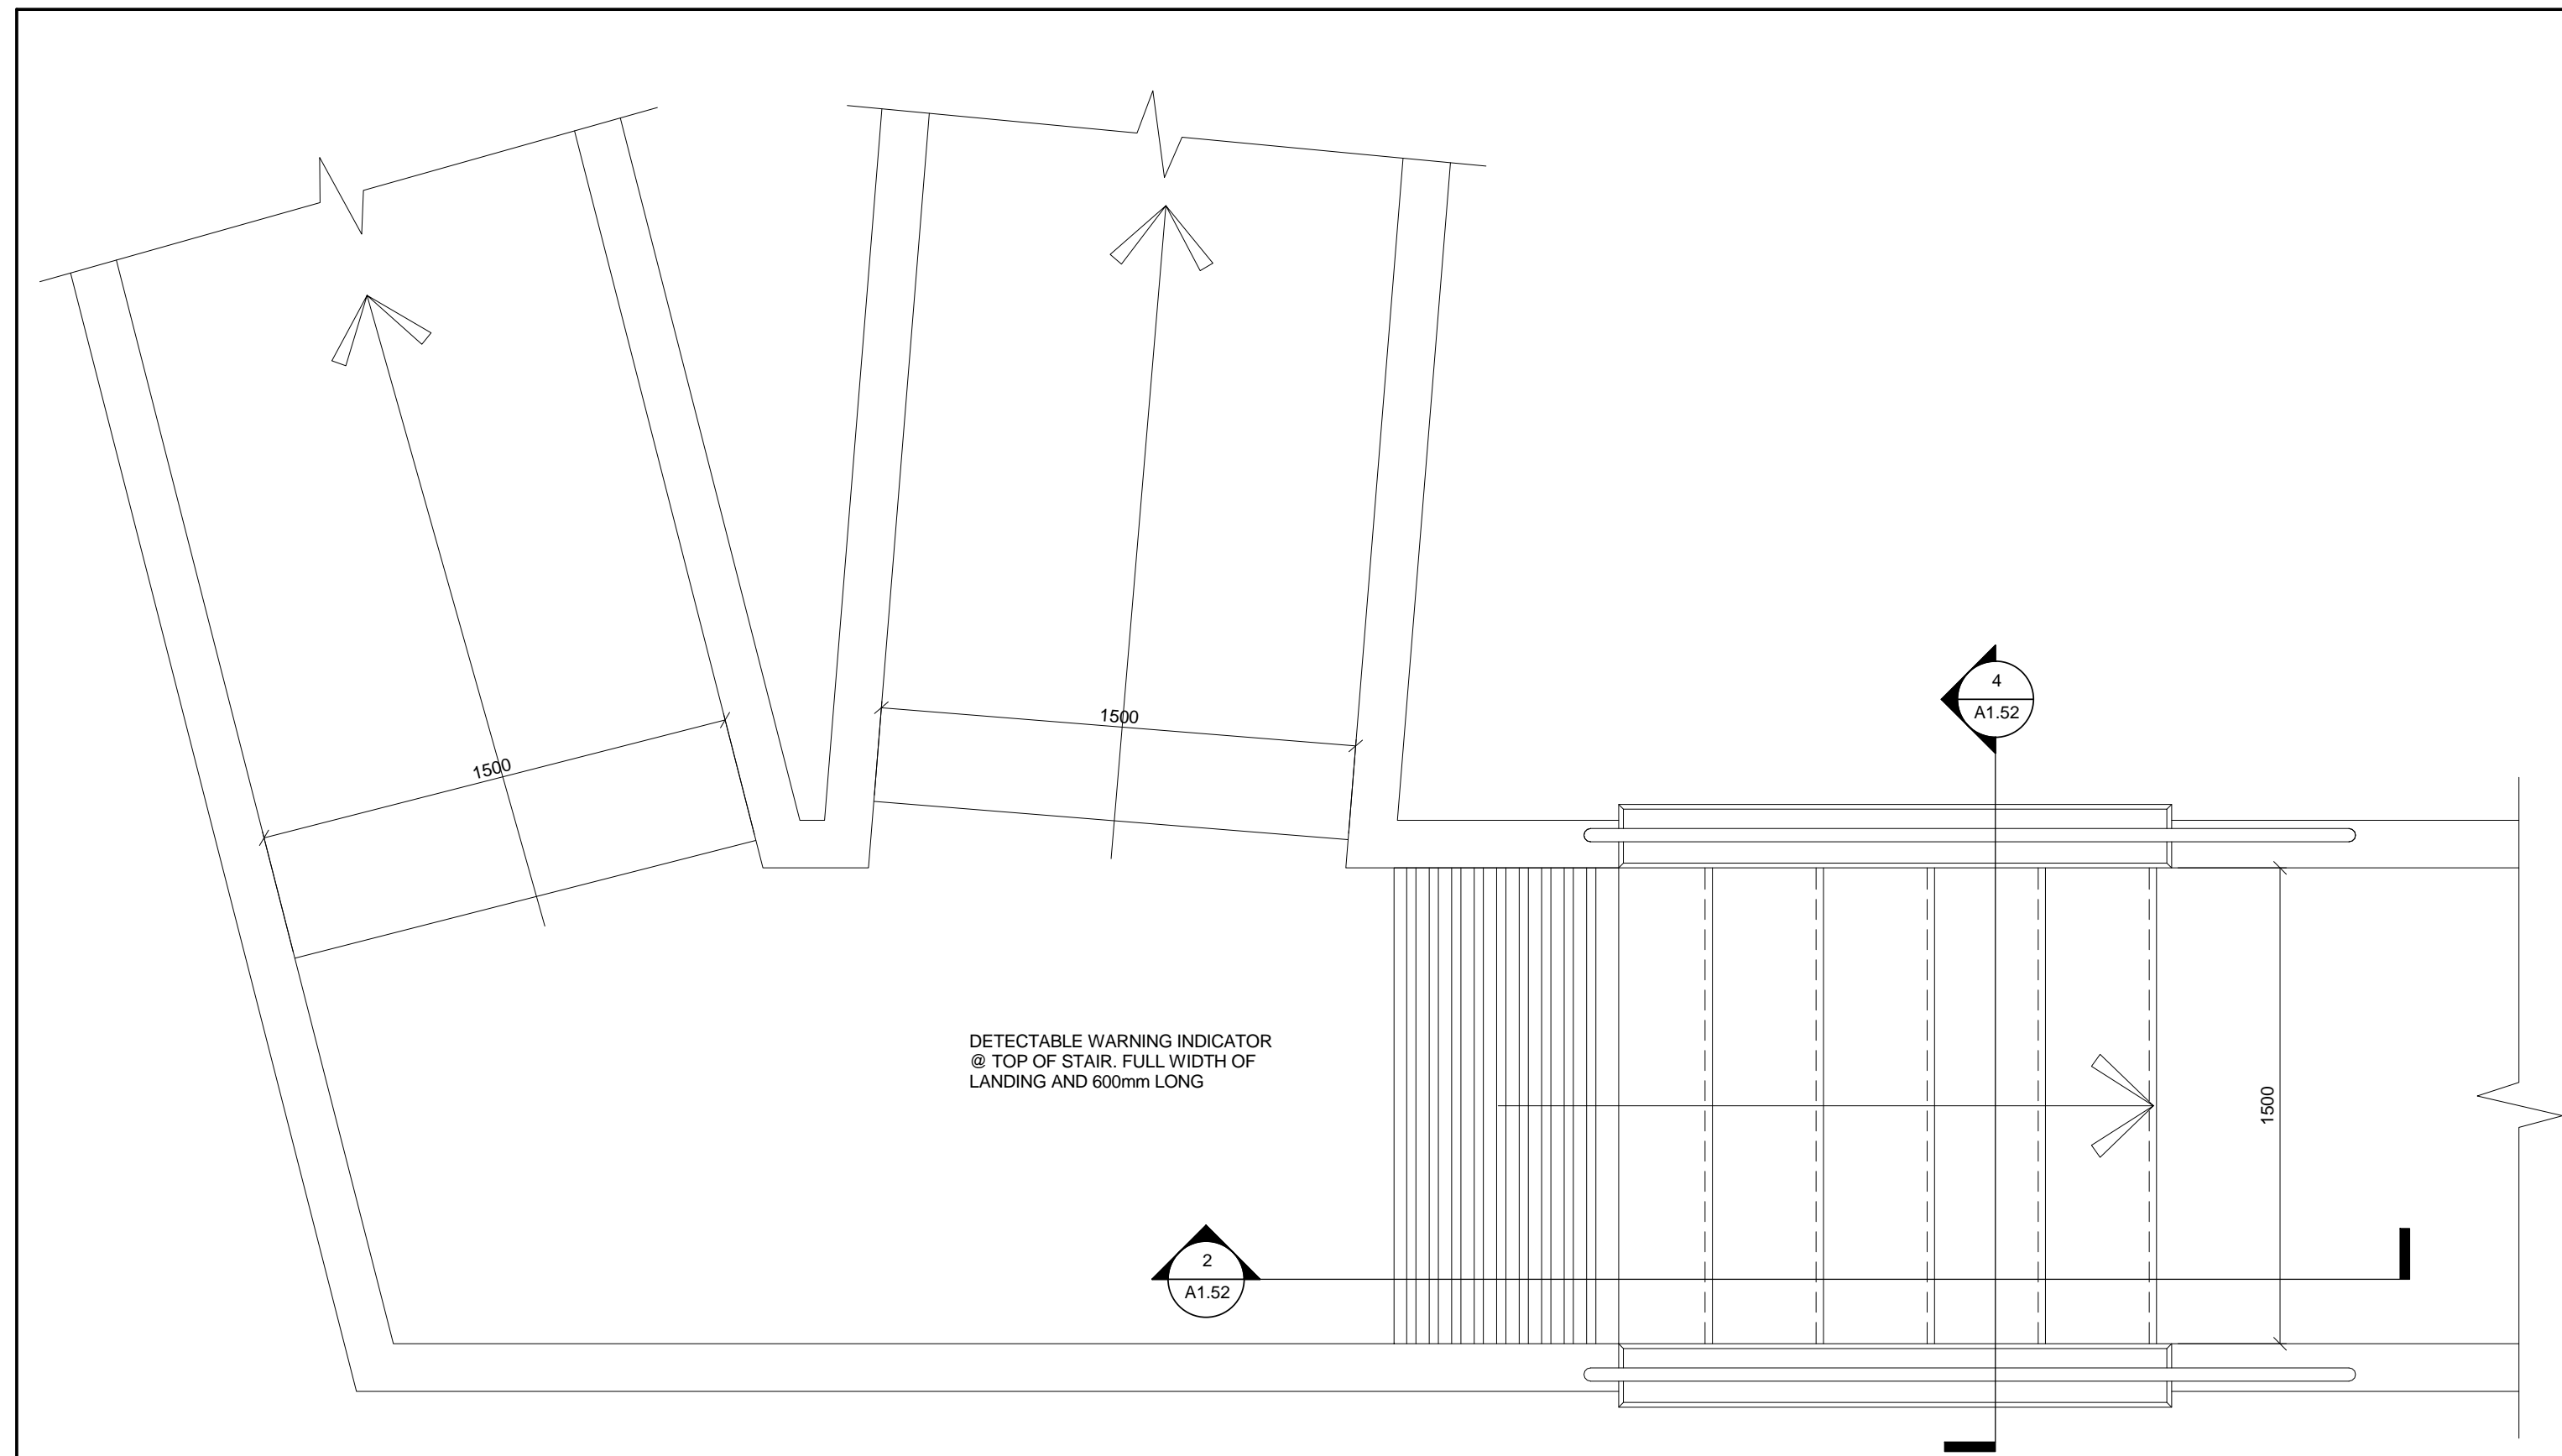 1500
1500
4
A1.52
DETECTABLE WARNING INDICATOR
@ TOP OF STAIR. FULL WIDTH OF
LANDING AND 600mm LONG
1500
2
A1.52